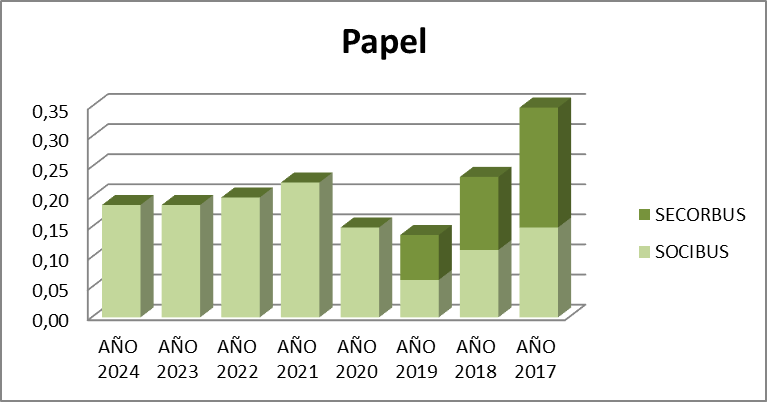 Papel
0,35
0,30
0,25
0,20
0,15
0,10
0,05
0,00
AÑO AÑO AÑO AÑO AÑO AÑO AÑO AÑO
2024 2023 2022 2021 2020 2019 2018 2017
SECORBUS
SOCIBUS